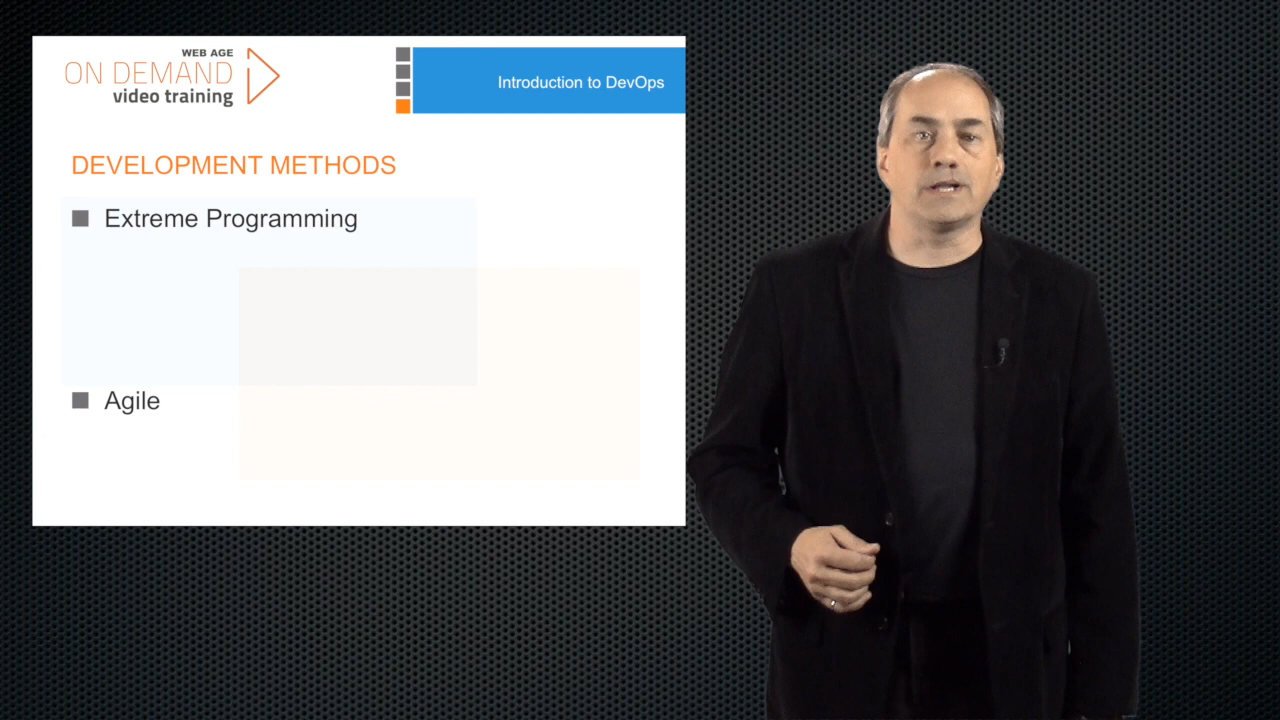 WEB AGE
ON DEMAND
video training
Introduction to DevOps
DEVELOPMENT METHODS
Extreme Programming
Agile